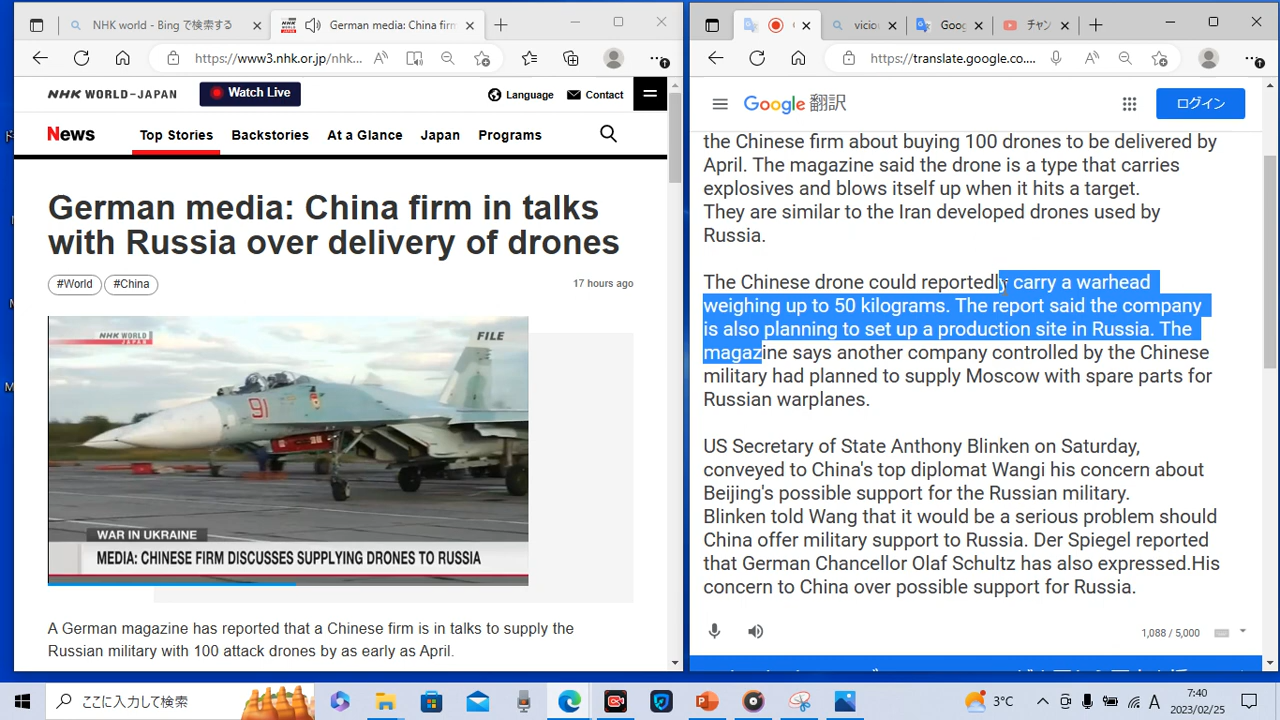 NHK world - Bing で検索する
German media: China firm
https://www3.nhk.or.jp/nhk...
NHK WORLD-JAPAN
Watch Live
Language
Contact
News
Top Stories
Backstories
At a Glance
Japan
Programs
German media: China firm in talks
with Russia over delivery of drones
#World
#China
17 hours ago
NHK WORLD
JAPAN
FILE
91
WAR IN UKRAINE
MEDIA: CHINESE FIRM DISCUSSES SUPPLYING DRONES TO RUSSIA
A German magazine has reported that a Chinese firm is in talks to supply the
Russian military with 100 attack drones by as early as April.
vicio
Goog
チャン
https://translate.google.co....
Google 翻訳
ログイン
the Chinese firm about buying 100 drones to be delivered by
April. The magazine said the drone is a type that carries
explosives and blows itself up when it hits a target.
They are similar to the Iran developed drones used by
Russia.
The Chinese drone could reportedly carry a warhead
weighing up to 50 kilograms. The report said the company
is also planning to set up a production site in Russia. The
magazine says another company controlled by the Chinese
military had planned to supply Moscow with spare parts for
Russian warplanes.
US Secretary of State Anthony Blinken on Saturday,
conveyed to China's top diplomat Wangi his concern about
Beijing's possible support for the Russian military.
Blinken told Wang that it would be a serious problem should
China offer military support to Russia. Der Spiegel reported
that German Chancellor Olaf Schultz has also expressed.His
concern to China over possible support for Russia.
1,088 / 5,000
ここに入力して検索
3°C
A
7:40
2023/02/25